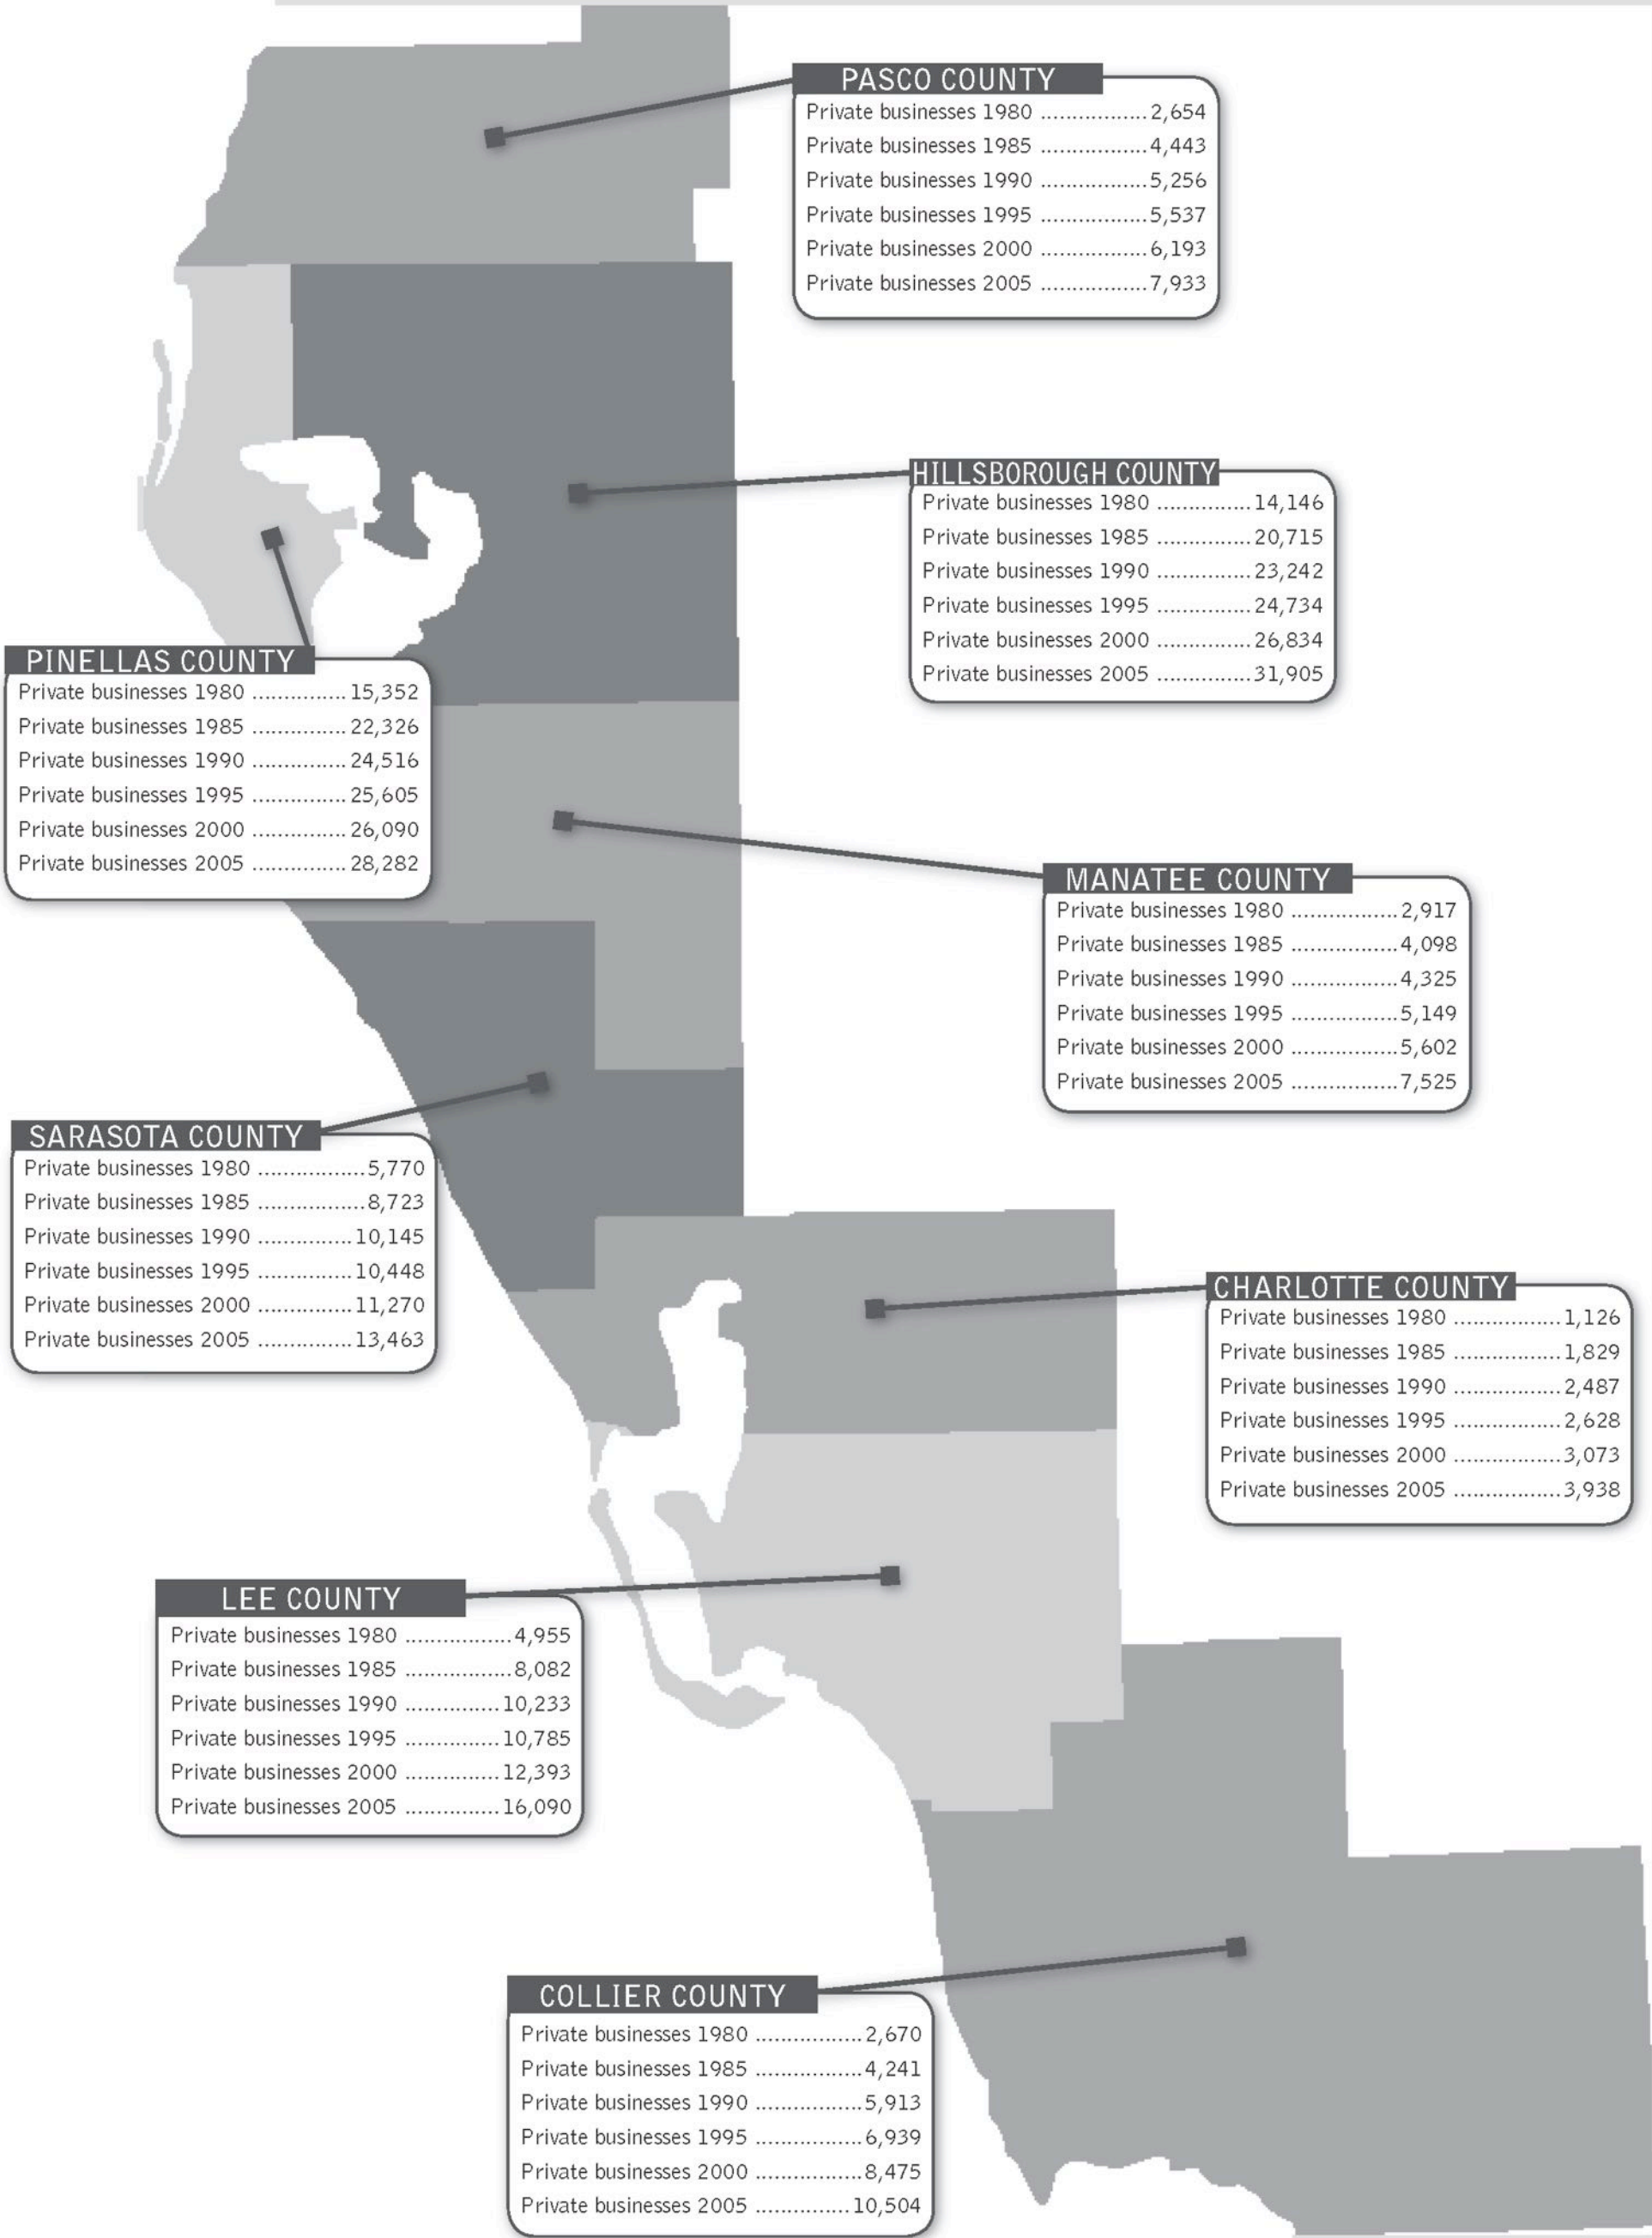 PASCO COUNTY
Private businesses 1980 .................2,654
Private businesses 1985 .................4,443
Private businesses 1990 .................5,256
Private businesses 1995 .................5,537
Private businesses 2000 .................6,193
Private businesses 2005 .................7,933
HILLSBOROUGH COUNTY
Private businesses 1980 ...............14,146
Private businesses 1985 ...............20,715
Private businesses 1990 ...............23,242
Private businesses 1995 ...............24,734
Private businesses 2000 ...............26,834
Private businesses 2005 ...............31,905
PINELLAS COUNTY
Private businesses 1980 ...............15,352
Private businesses 1985 ...............22,326
Private businesses 1990 ...............24,516
Private businesses 1995 ...............25,605
Private businesses 2000 ...............26,090
Private businesses 2005 ...............28,282
MANATEE COUNTY
Private businesses 1980 .................2,917
Private businesses 1985 .................4,098
Private businesses 1990 .................4,325
Private businesses 1995 .................5,149
Private businesses 2000 .................5,602
Private businesses 2005 .................7,525
SARASOTA COUNTY
Private businesses 1980 .................5,770
Private businesses 1985 .................8,723
Private businesses 1990 ...............10,145
Private businesses 1995 ...............10,448
Private businesses 2000 ...............11,270
Private businesses 2005 ...............13,463
CHARLOTTE COUNTY
Private businesses 1980 .................1,126
Private businesses 1985 .................1,829
Private businesses 1990 .................2,487
Private businesses 1995 .................2,628
Private businesses 2000 .................3,073
Private businesses 2005 .................3,938
LEE COUNTY
Private businesses 1980 .................4,955
Private businesses 1985 .................8,082
Private businesses 1990 ...............10,233
Private businesses 1995 ...............10,785
Private businesses 2000 ...............12,393
Private businesses 2005 ...............16,090
COLLIER COUNTY
Private businesses 1980 .................2,670
Private businesses 1985 .................4,241
Private businesses 1990 .................5,913
Private businesses 1995 .................6,939
Private businesses 2000 .................8,475
Private businesses 2005 ...............10,504